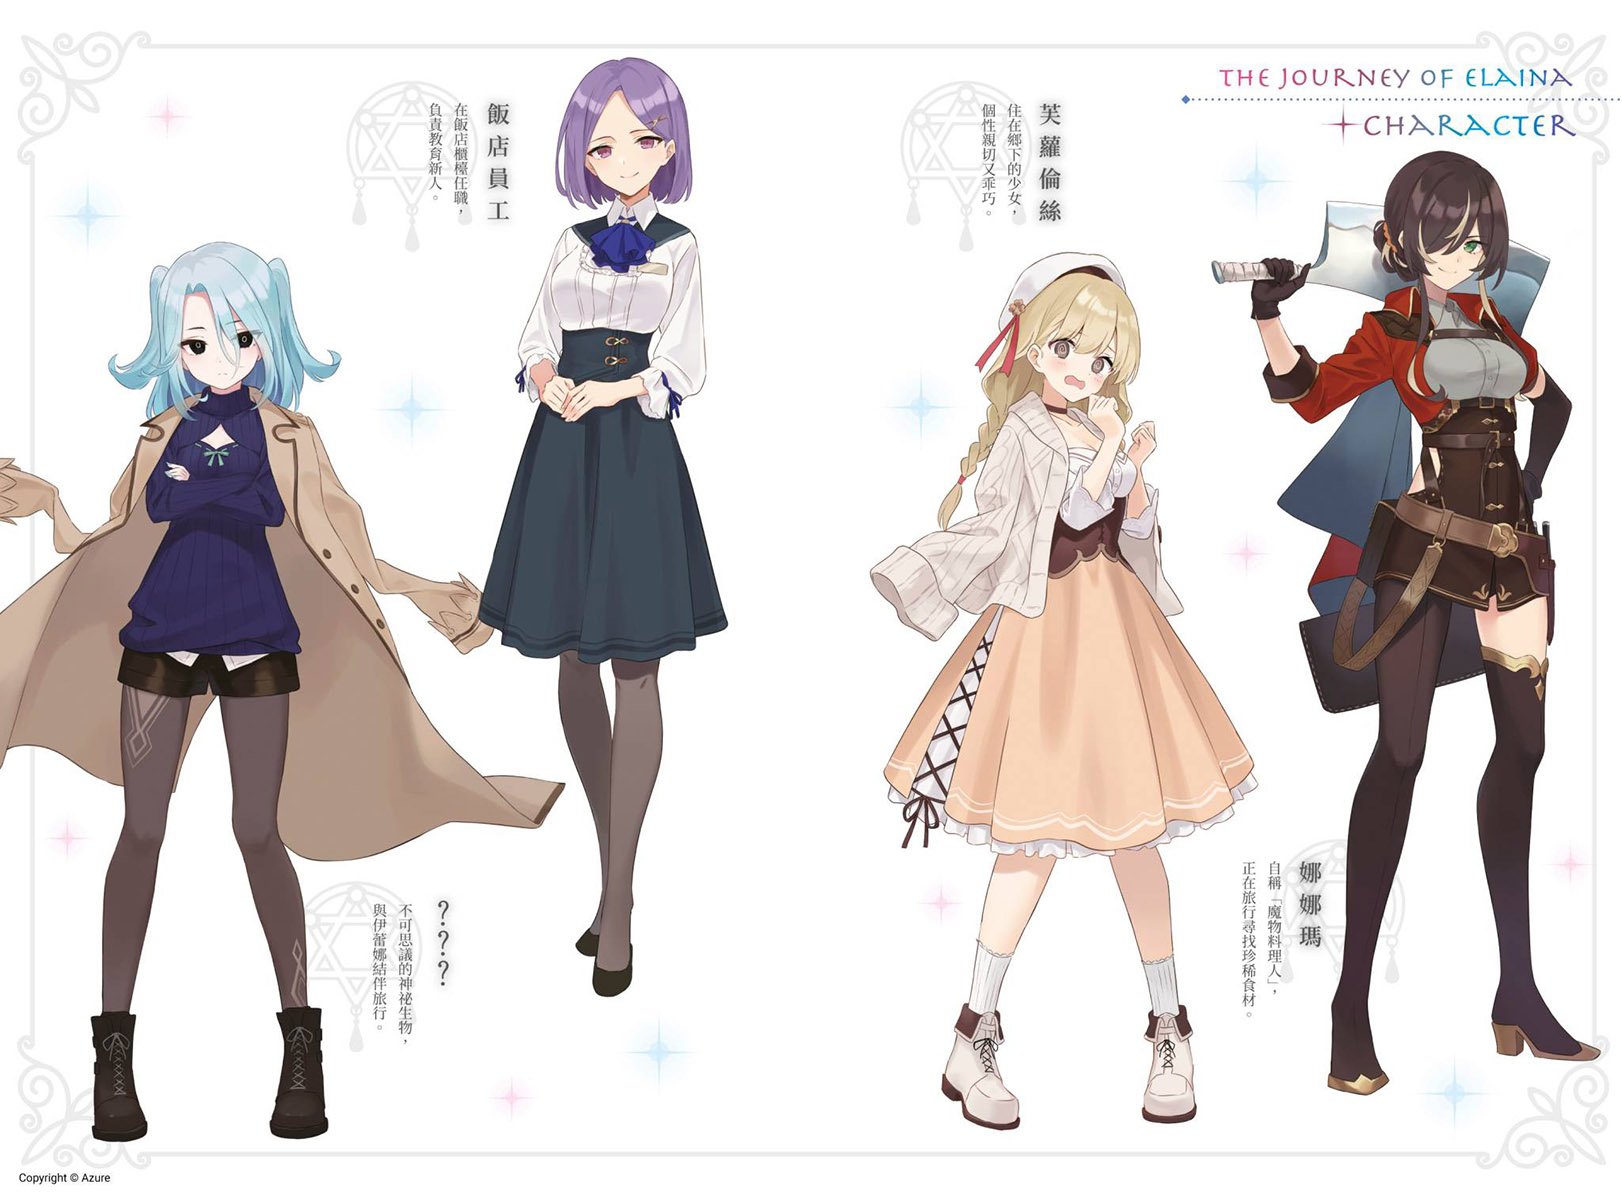 THE JOURNEY OF ELAINA
CHARACTER
娜娜瑪
自稱「魔物料理人」,
正在旅行尋找珍稀食材。
芙蘿倫絲
住在鄉下的少女,
個性親切又乖巧。
飯店員工
在飯店櫃檯任職,
負責教育新人。
???
不可思議的神祕生物,
與伊蕾娜結伴旅行。
Copyright © Azure